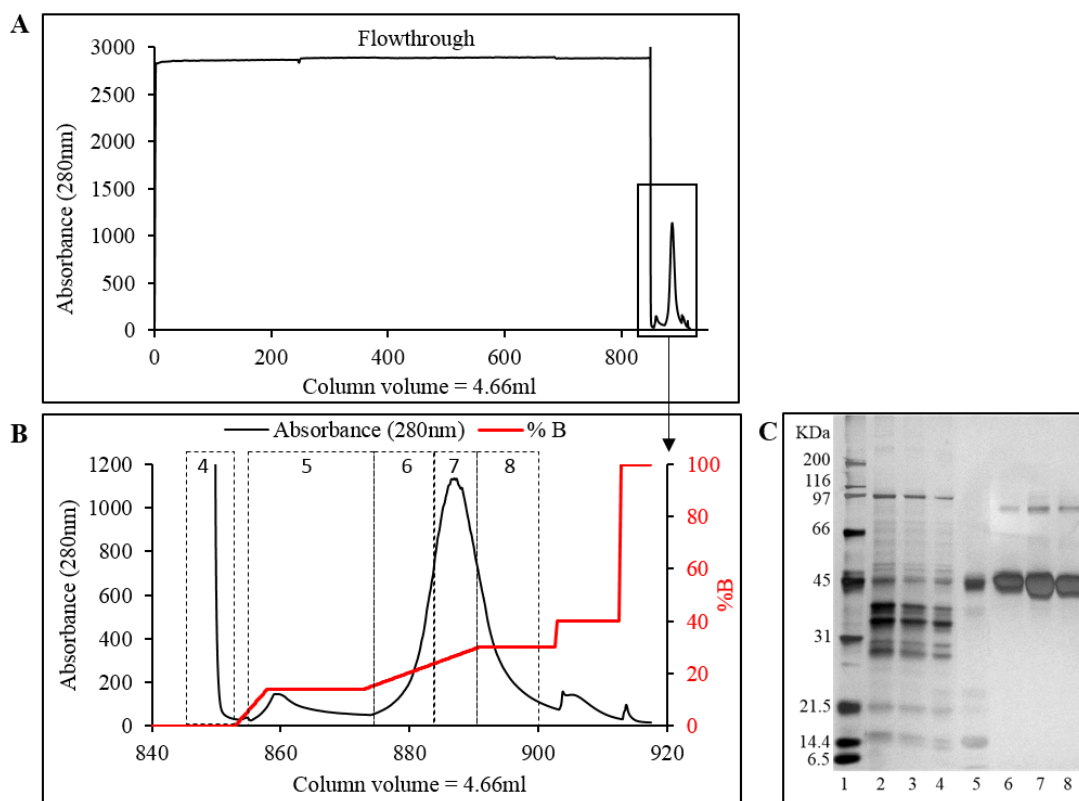 A
Flowthrough
3000
2500
2000
1500
1000
500
0
Absorbance (280nm)
0 200 400 600 800
Column volume = 4.66ml
B
Absorbance (280nm) % B
1200
1000
800
600
400
200
0
Absorbance (280nm)
4 5 6 7 8
100
80
60
40
20
0
%B
840 860 880 900 920
Column volume = 4.66ml
C
KDa
200
116
97
66
45
31
21.5
14.4
6.5
1 2 3 4 5 6 7 8